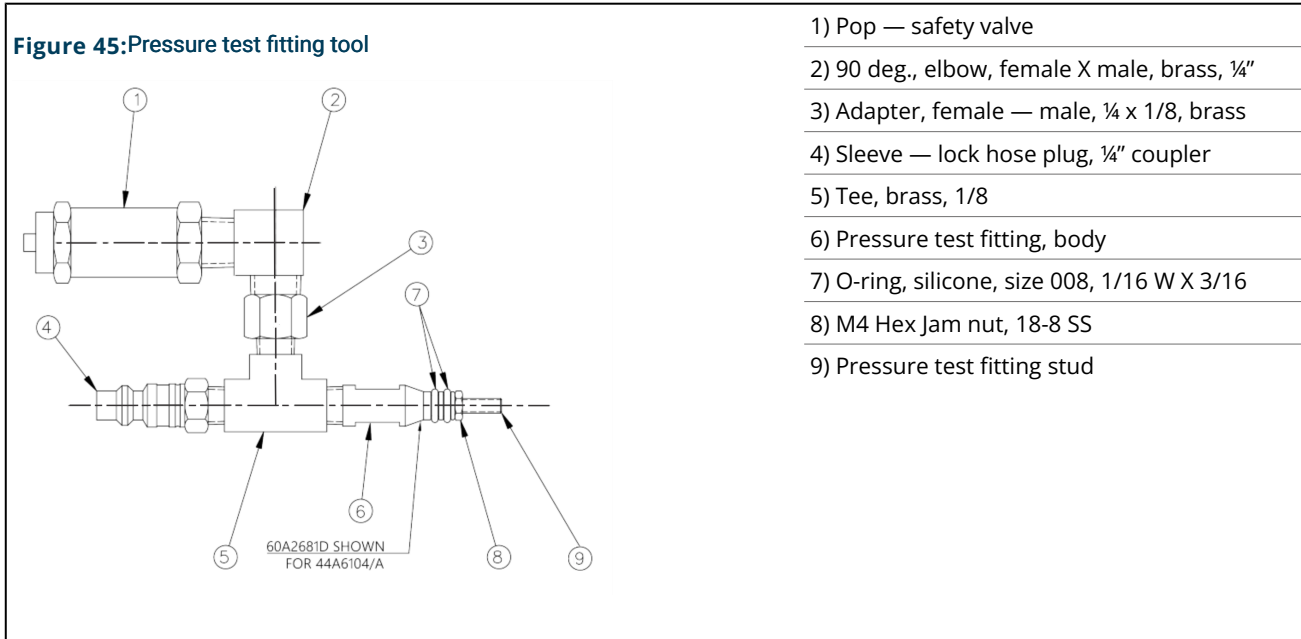 Figure 45:Pressure test fitting tool
1
2
3
7
4
6
60A2681D SHOWN
FOR 44A6104/A
5
8
9
1) Pop — safety valve
2) 90 deg., elbow, female X male, brass, ¼”
3) Adapter, female — male, ¼ x 1/8, brass
4) Sleeve — lock hose plug, ¼” coupler
5) Tee, brass, 1/8
6) Pressure test fitting, body
7) O-ring, silicone, size 008, 1/16 W X 3/16
8) M4 Hex Jam nut, 18-8 SS
9) Pressure test fitting stud